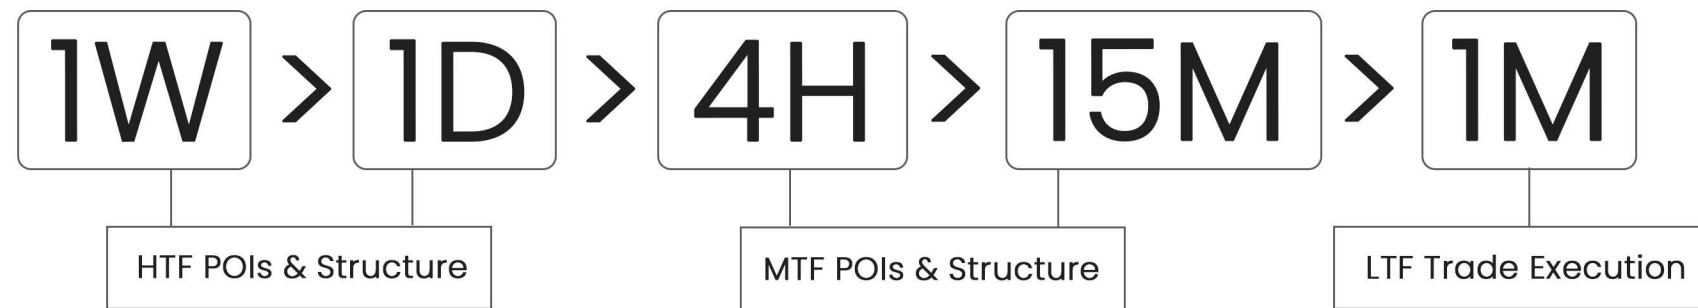 1W > 1D > 4H > 15M > 1M
HTF POIs & Structure
MTF POIs & Structure
LTF Trade Execution